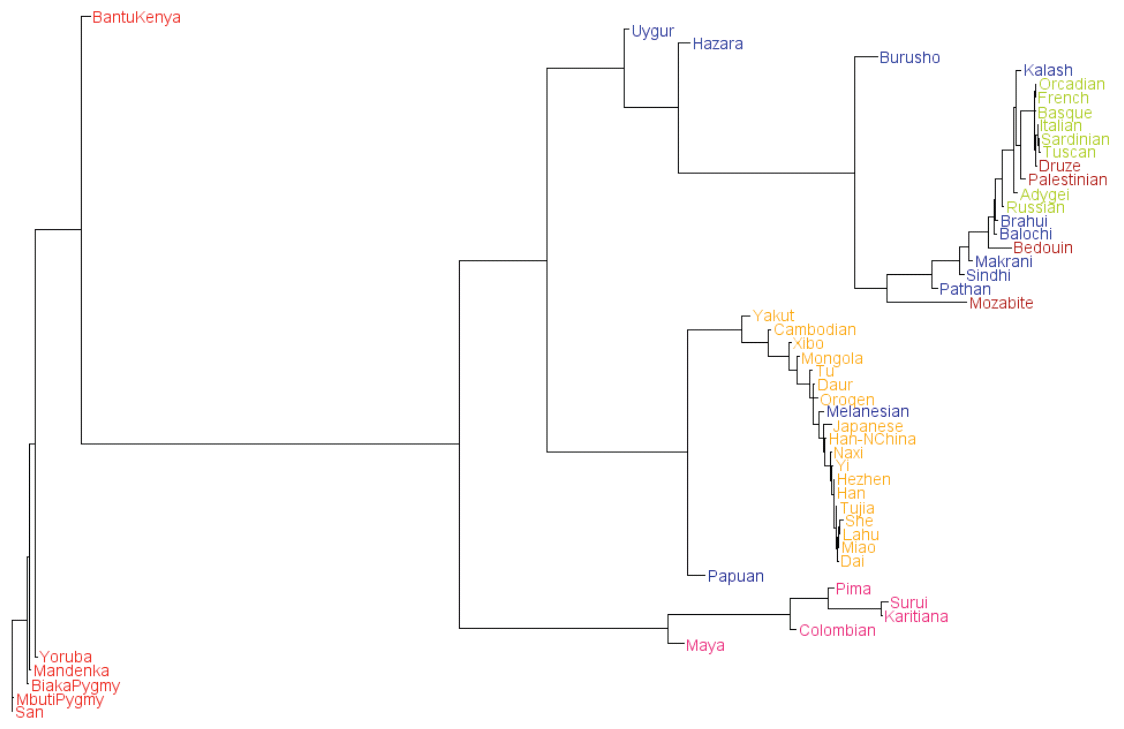 BantuKenya
Uygur
Hazara
Burusho
Kalash
Orcadian
French
Basque
Italian
Sardinian
Tuscan
Druze
Palestinian
Adygei
Russian
Brahui
Balochi
Bedouin
Makrani
Sindhi
Pathan
Mozabite
Yakut
Cambodian
Xibo
Mongola
Tu
Daur
Oroqen
Melanesian
Japanese
Han-NChina
Naxi
Yi
Hezhen
Han
Tujia
She
Lahu
Miao
Dai
Papuan
Pima
Surui
Karitiana
Colombian
Maya
Yoruba
Mandenka
BiakaPygmy
MbutiPygmy
San